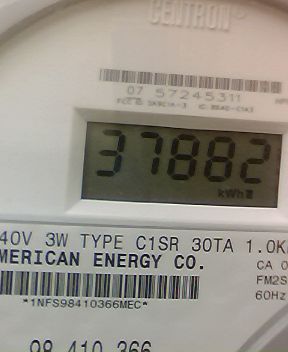 CENTRON
07 57245311
37882
kWh
40V 3W TYPE C1SR 30TA 1.0K
MERICAN ENERGY CO.
CA 0
FM2S
*1NFS98410366MEC*
60Hz
98 410 366